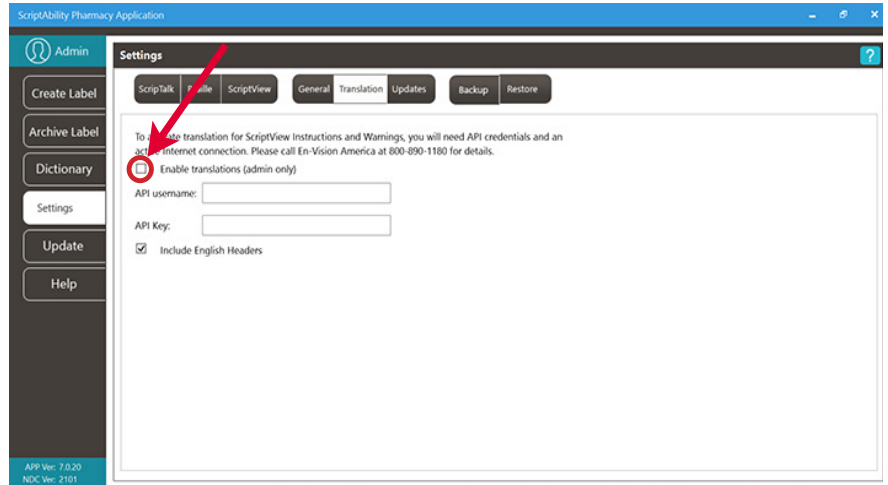 ScriptAbility Pharmacy Application
Admin
Settings
?
Create Label
Archive Label
Dictionary
Settings
Update
Help
ScripTalk
ScriptView
General
Translation
Updates
Backup
Restore
To translation for ScriptView Instructions and Warnings, you will need API credentials and an
internet connection. Please call En-Vision America at 800-890-1180 for details.
Enable translations (admin only)
API username:
API Key:
Include English Headers
APP Ver: 7.0.20
NDC Ver: 2101